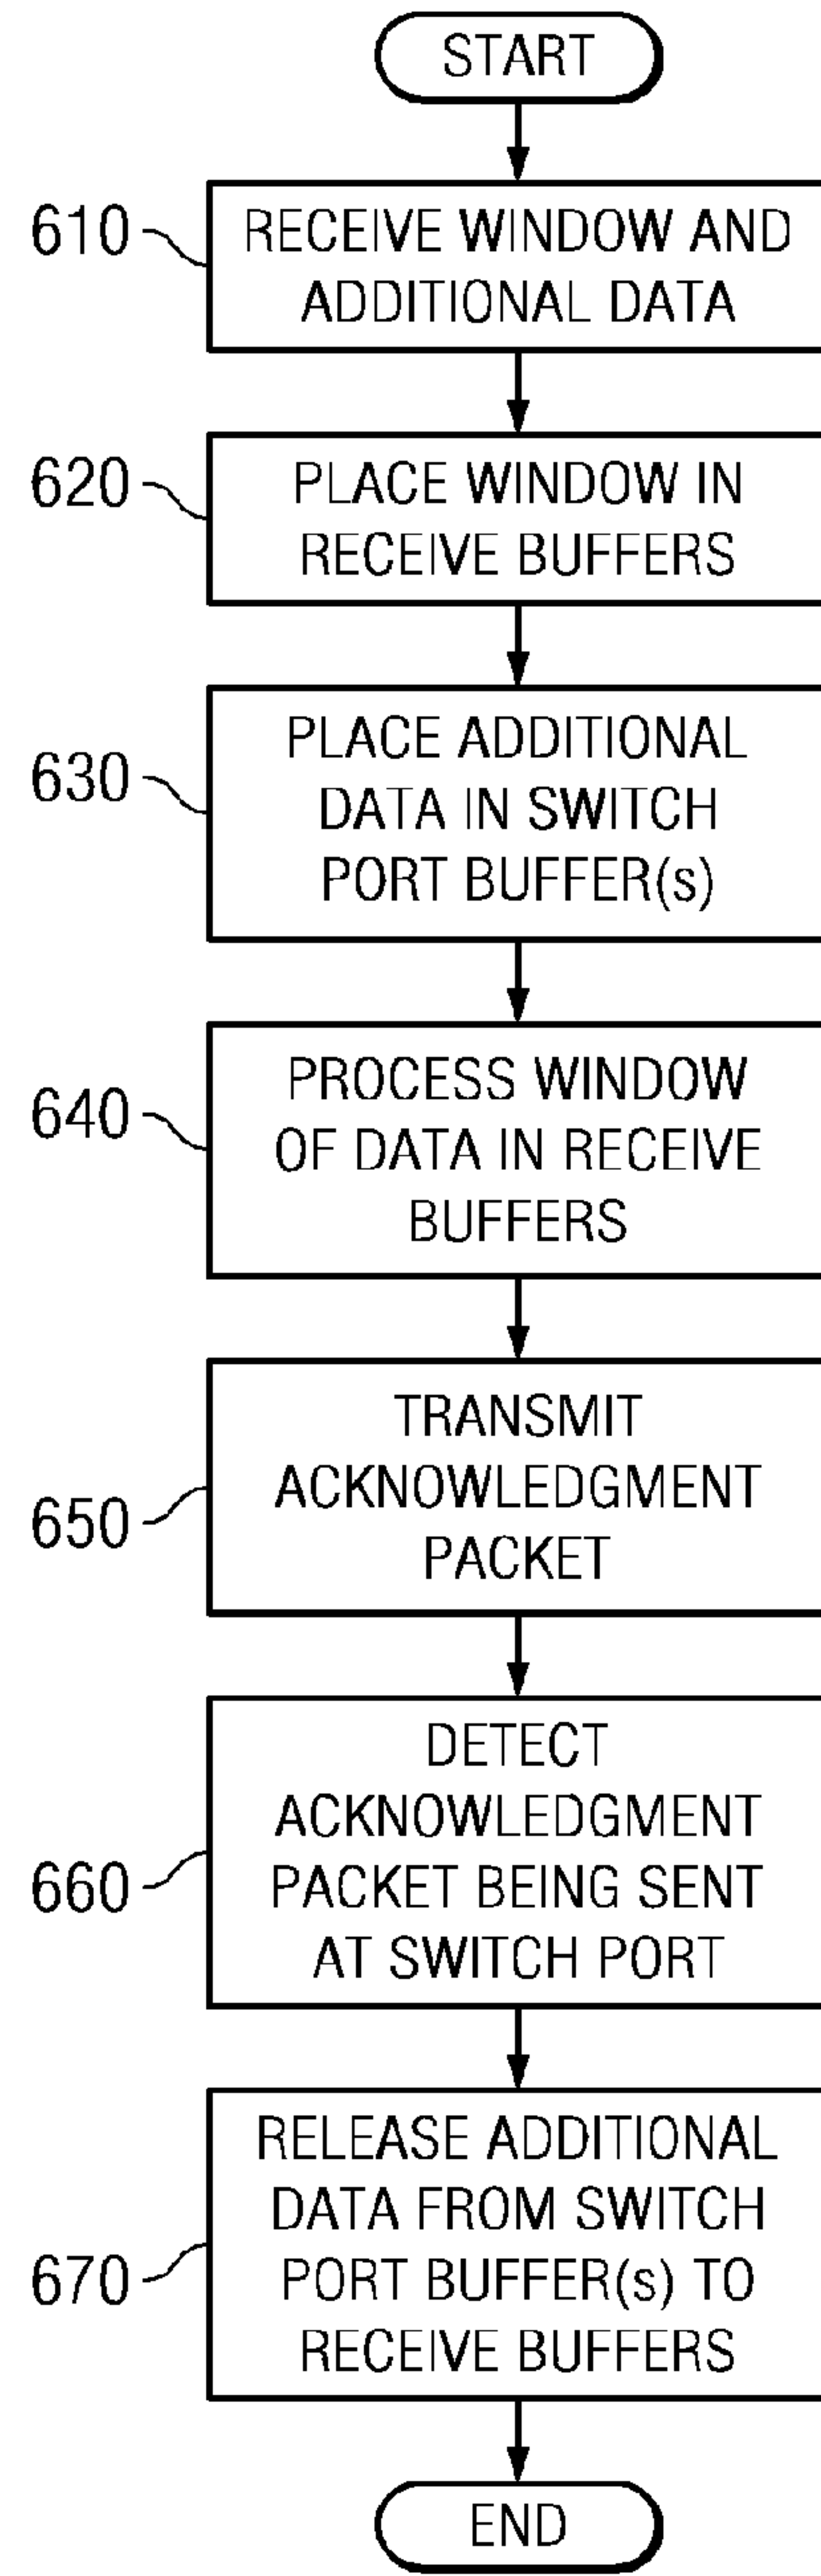 START
610
RECEIVE WINDOW AND
ADDITIONAL DATA
620
PLACE WINDOW IN
RECEIVE BUFFERS
630
PLACE ADDITIONAL
DATA IN SWITCH
PORT BUFFER(s)
640
PROCESS WINDOW
OF DATA IN RECEIVE
BUFFERS
650
TRANSMIT
ACKNOWLEDGMENT
PACKET
660
DETECT
ACKNOWLEDGMENT
PACKET BEING SENT
AT SWITCH PORT
670
RELEASE ADDITIONAL
DATA FROM SWITCH
PORT BUFFER(s) TO
RECEIVE BUFFERS
END